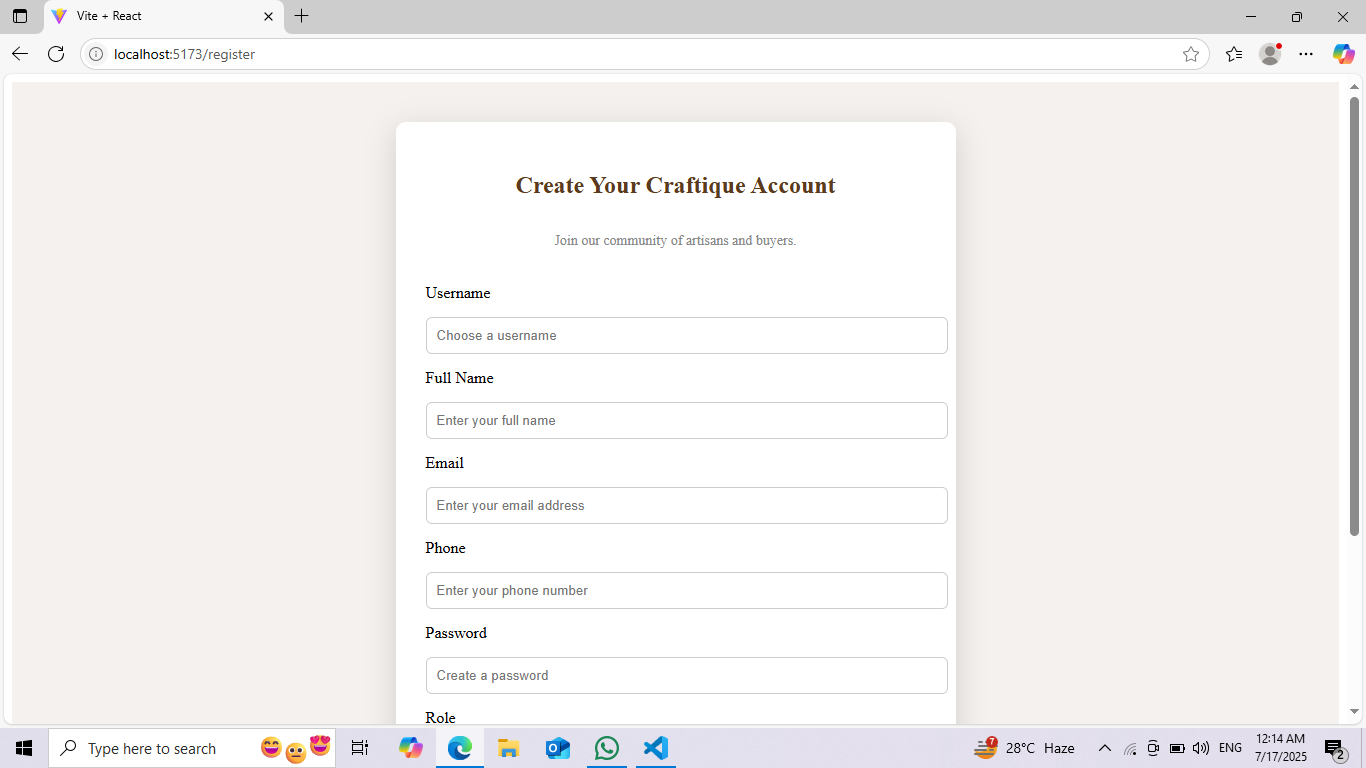 Vite + React
localhost:5173/register
Create Your Craftique Account
Join our community of artisans and buyers.
Username
Choose a username
Full Name
Enter your full name
Email
Enter your email address
Phone
Enter your phone number
Password
Create a password
Role
Type here to search
7
28°C Haze
ENG
12:14 AM
7/17/2025
2